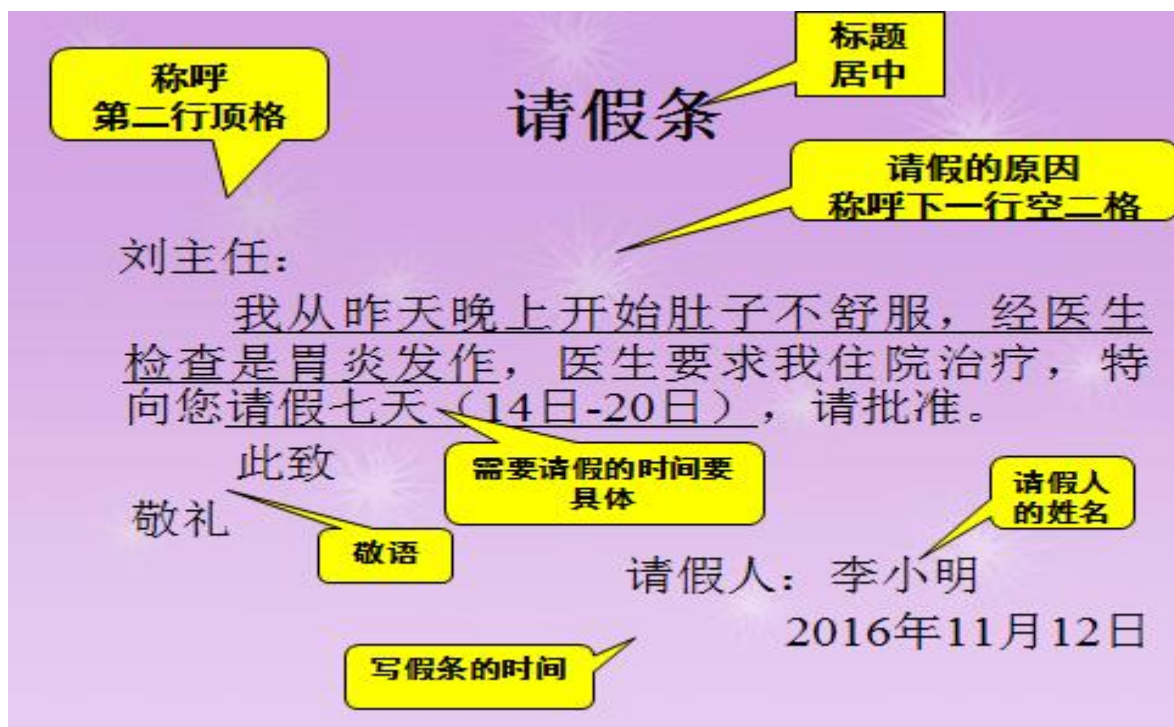 标题
居中
称呼
第二行顶格
请假条
请假的原因
称呼下一行空二格
刘主任：
我从昨天晚上开始肚子不舒服，经医生
检查是胃炎发作，医生要求我住院治疗，特
向您请假七天（14日-20日），请批准。
此致
需要请假的时间要
具体
敬礼
敬语
请假人
的姓名
请假人：李小明
2016年11月12日
写假条的时间